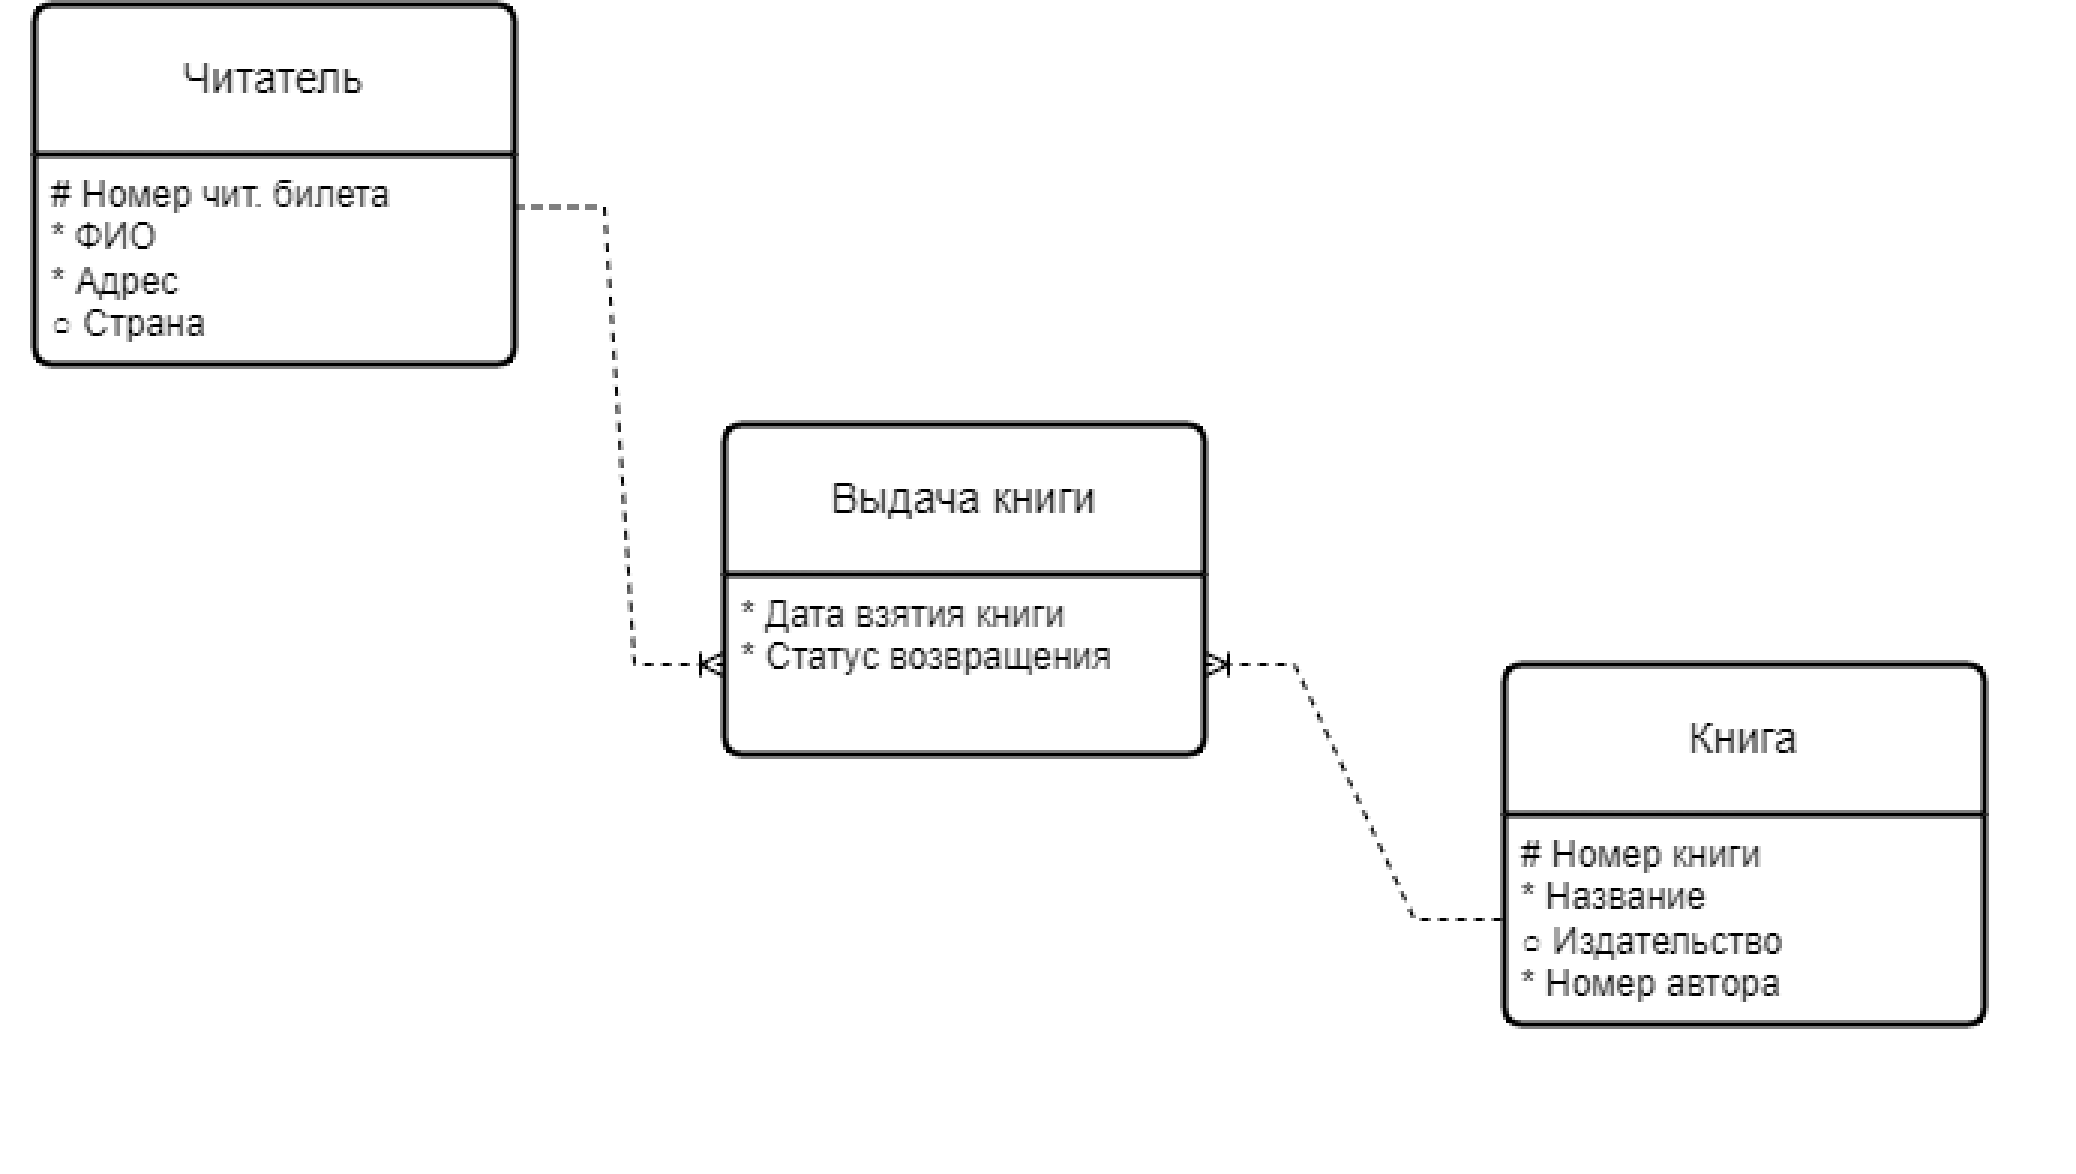 Читатель
# Номер чит. билета
* ФИО
* Адрес
○ Страна
Выдача книги
* Дата взятия книги
* Статус возвращения
Книга
# Номер книги
* Название
○ Издательство
* Номер автора